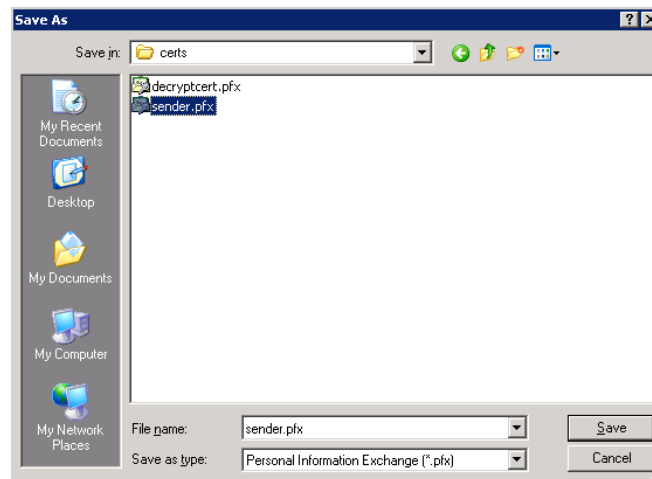 Save As
Save in:
certs
decryptcert.pfx
sender.pfx
My Recent
Documents
Desktop
My Documents
My Computer
My Network
Places
File name:
sender.pfx
Save
Save as type:
Personal Information Exchange (*.pfx)
Cancel